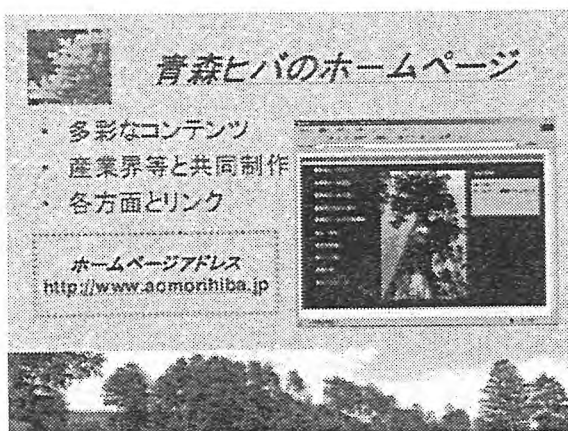 青森ヒバのホームページ
・ 多彩なコンテンツ
・ 産業界等と共同制作
・ 各方面とリンク
ホームページアドレス
http://www.aomorihiba.jp